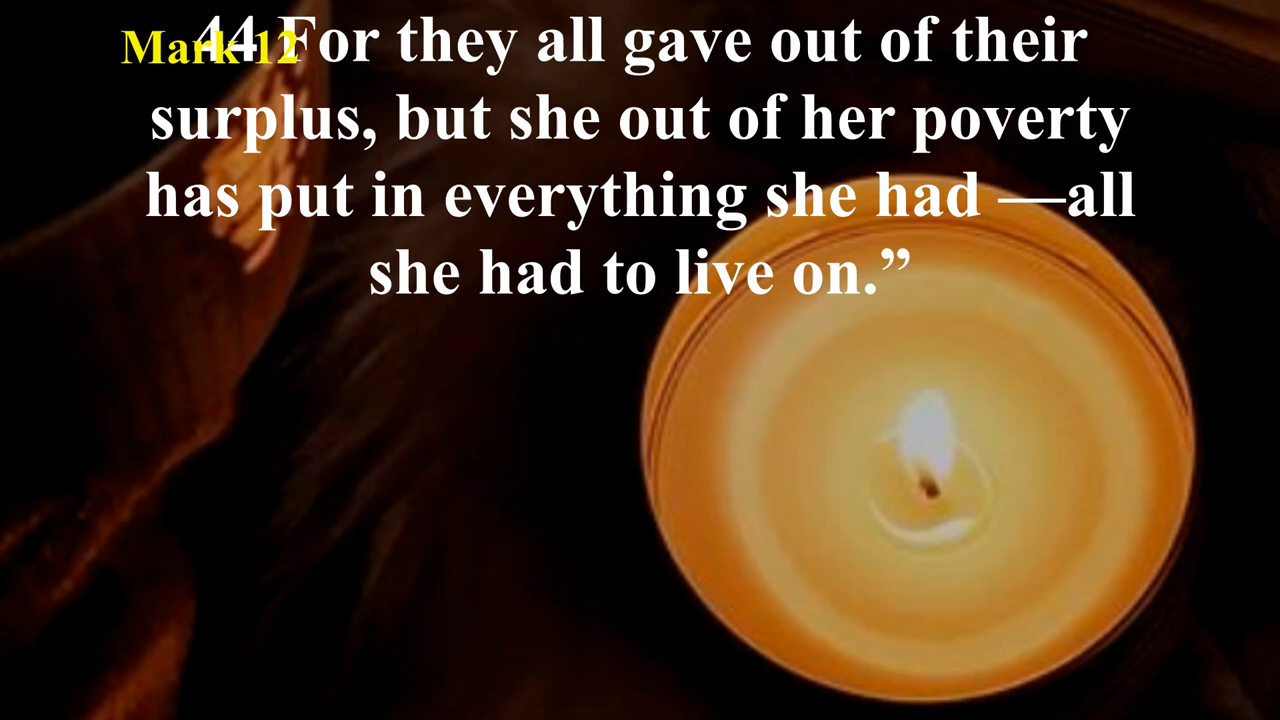 Mark 12
44 For they all gave out of their
surplus, but she out of her poverty
has put in everything she had —all
she had to live on.”